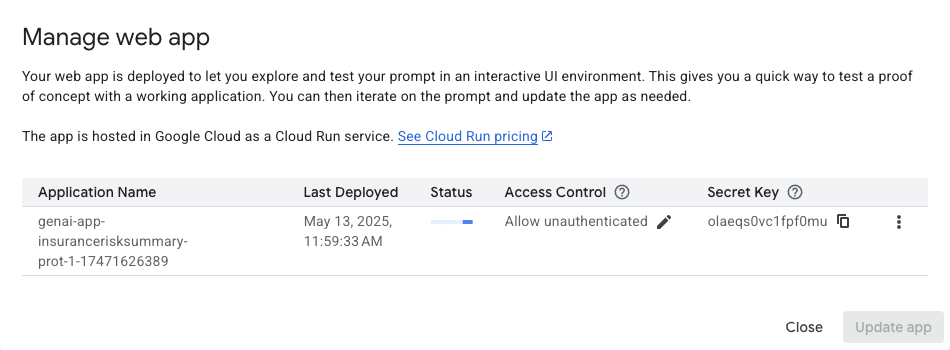 Manage web app
Your web app is deployed to let you explore and test your prompt in an interactive UI environment. This gives you a quick way to test a proof
of concept with a working application. You can then iterate on the prompt and update the app as needed.
The app is hosted in Google Cloud as a Cloud Run service. See Cloud Run pricing
Application Name Last Deployed Status Access Control Secret Key
genai-app- May 13, 2025, Allow unauthenticated olaeqs0vc1fpf0mu
insurancerisksummary- 11:59:33 AM
prot-1-17471626389
Close Update app